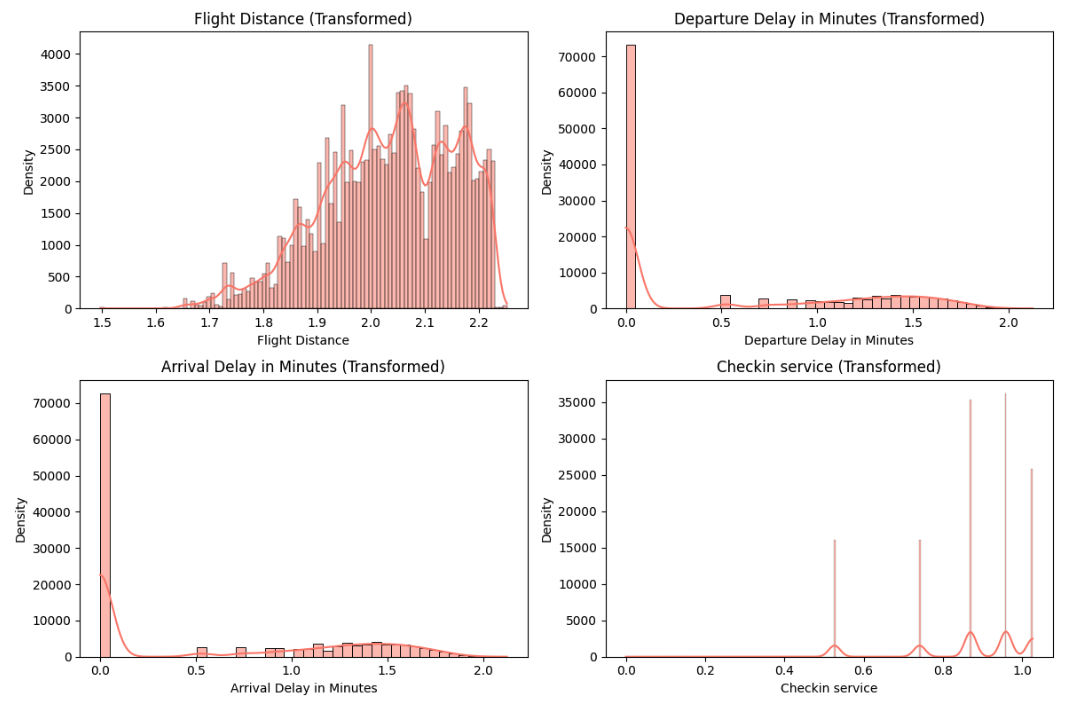 Flight Distance (Transformed)
Density
4000
3500
3000
2500
2000
1500
1000
500
0
1.5 1.6 1.7 1.8 1.9 2.0 2.1 2.2
Flight Distance
Departure Delay in Minutes (Transformed)
Density
70000
60000
50000
40000
30000
20000
10000
0
0.0 0.5 1.0 1.5 2.0
Departure Delay in Minutes
Arrival Delay in Minutes (Transformed)
Density
70000
60000
50000
40000
30000
20000
10000
0
0.0 0.5 1.0 1.5 2.0
Arrival Delay in Minutes
Checkin service (Transformed)
Density
35000
30000
25000
20000
15000
10000
5000
0
0.0 0.2 0.4 0.6 0.8 1.0
Checkin service